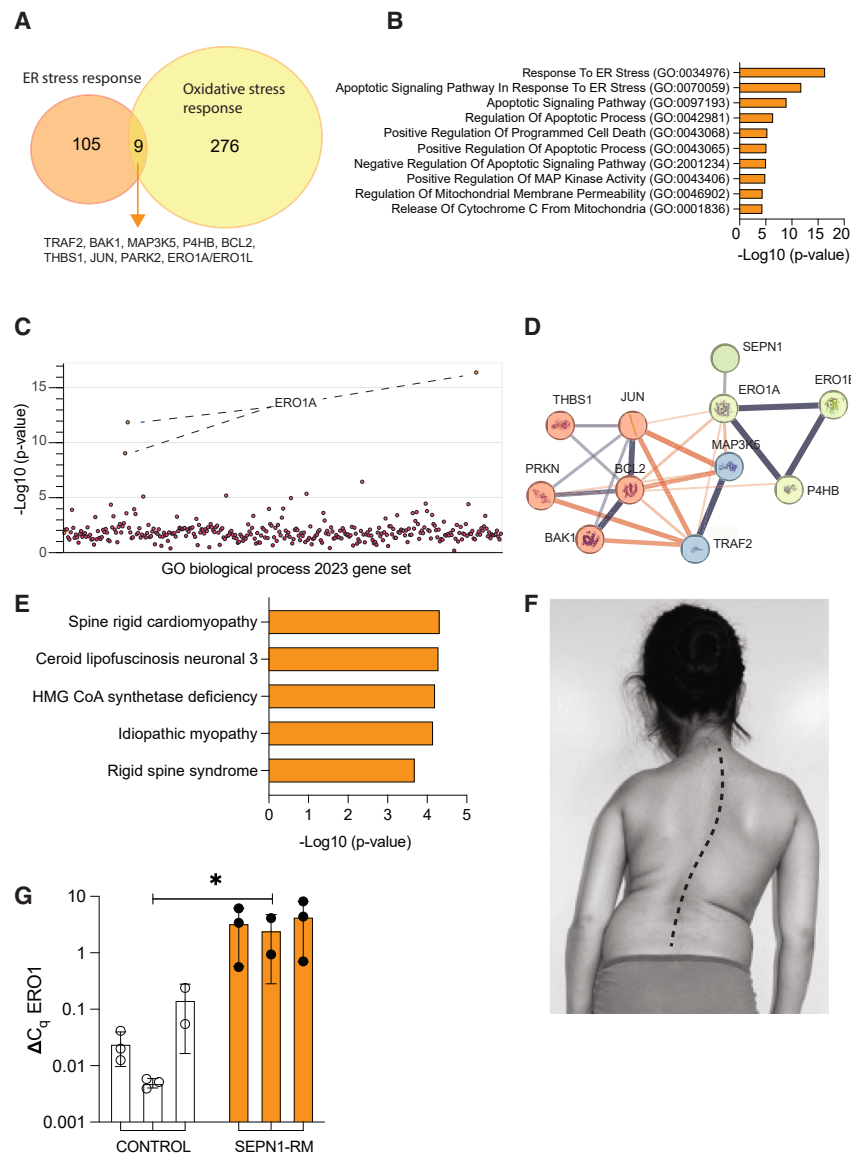 A
ER stress response
Oxidative stress
response
105
9
276
TRAF2, BAK1, MAP3K5, P4HB, BCL2,
THBS1, JUN, PARK2, ERO1A/ERO1L
B
Response To ER Stress (GO:0034976)
Apoptotic Signaling Pathway In Response To ER Stress (GO:0070059)
Apoptotic Signaling Pathway (GO:0097193)
Regulation Of Apoptotic Process (GO:0042981)
Positive Regulation Of Programmed Cell Death (GO:0043068)
Positive Regulation Of Apoptotic Process (GO:0043065)
Negative Regulation Of Apoptotic Signaling Pathway (GO:2001234)
Positive Regulation Of MAP Kinase Activity (GO:0043406)
Regulation Of Mitochondrial Membrane Permeability (GO:0046902)
Release Of Cytochrome C From Mitochondria (GO:0001836)
0 5 10 15 20
-Log10 (p-value)
C
-Log10 (p-value)
15
10
5
0
ERO1A
GO biological process 2023 gene set
D
SEPN1
ERO1A
ERO1B
THBS1
JUN
MAP3K5
PRKN
BCL2
P4HB
BAK1
TRAF2
E
Spine rigid cardiomyopathy
Ceroid lipofuscinosis neuronal 3
HMG CoA synthetase deficiency
Idiopathic myopathy
Rigid spine syndrome
0 1 2 3 4 5
-Log10 (p-value)
F
G
ΔCq ERO1
10
1
0.1
0.01
0.001
*
CONTROL
SEPN1-RM